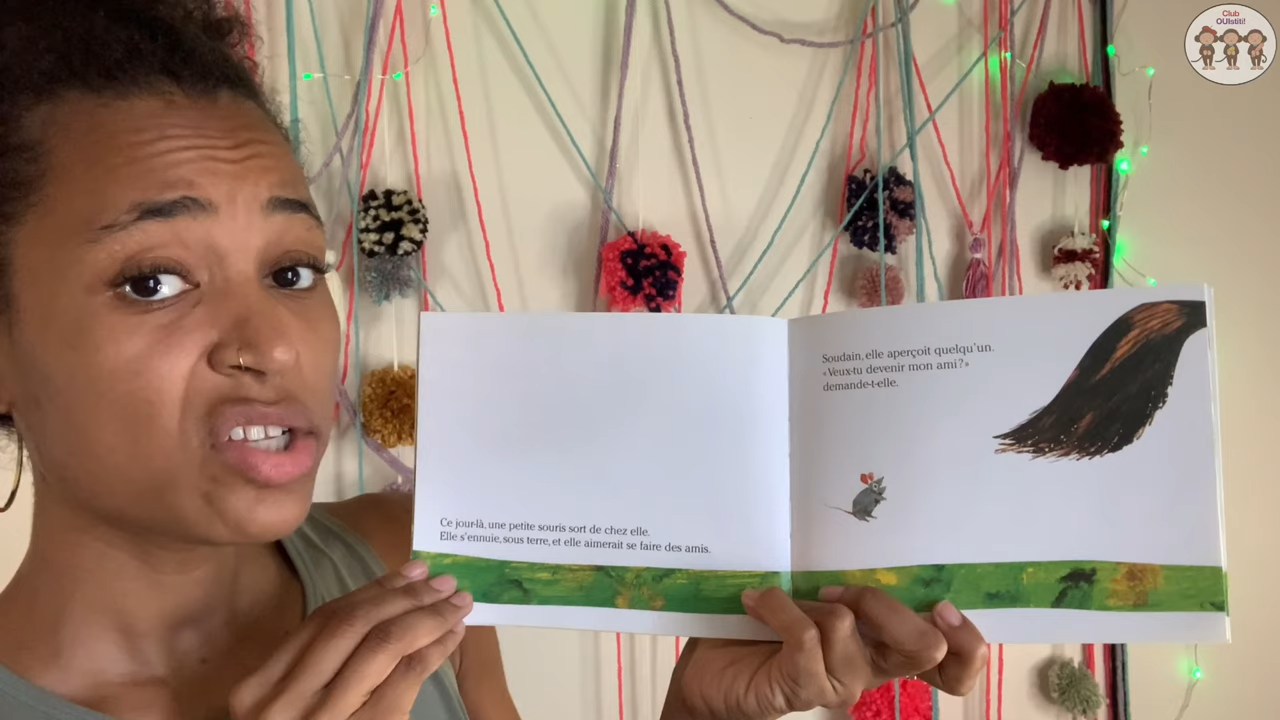 Club
OUIstiti!
Soudain, elle aperçoit quelqu'un.
« Veux-tu devenir mon ami ? »
demande-t-elle.
Ce jour-là, une petite souris sort de chez elle.
Elle s'ennuie, sous terre, et elle aimerait se faire des amis.